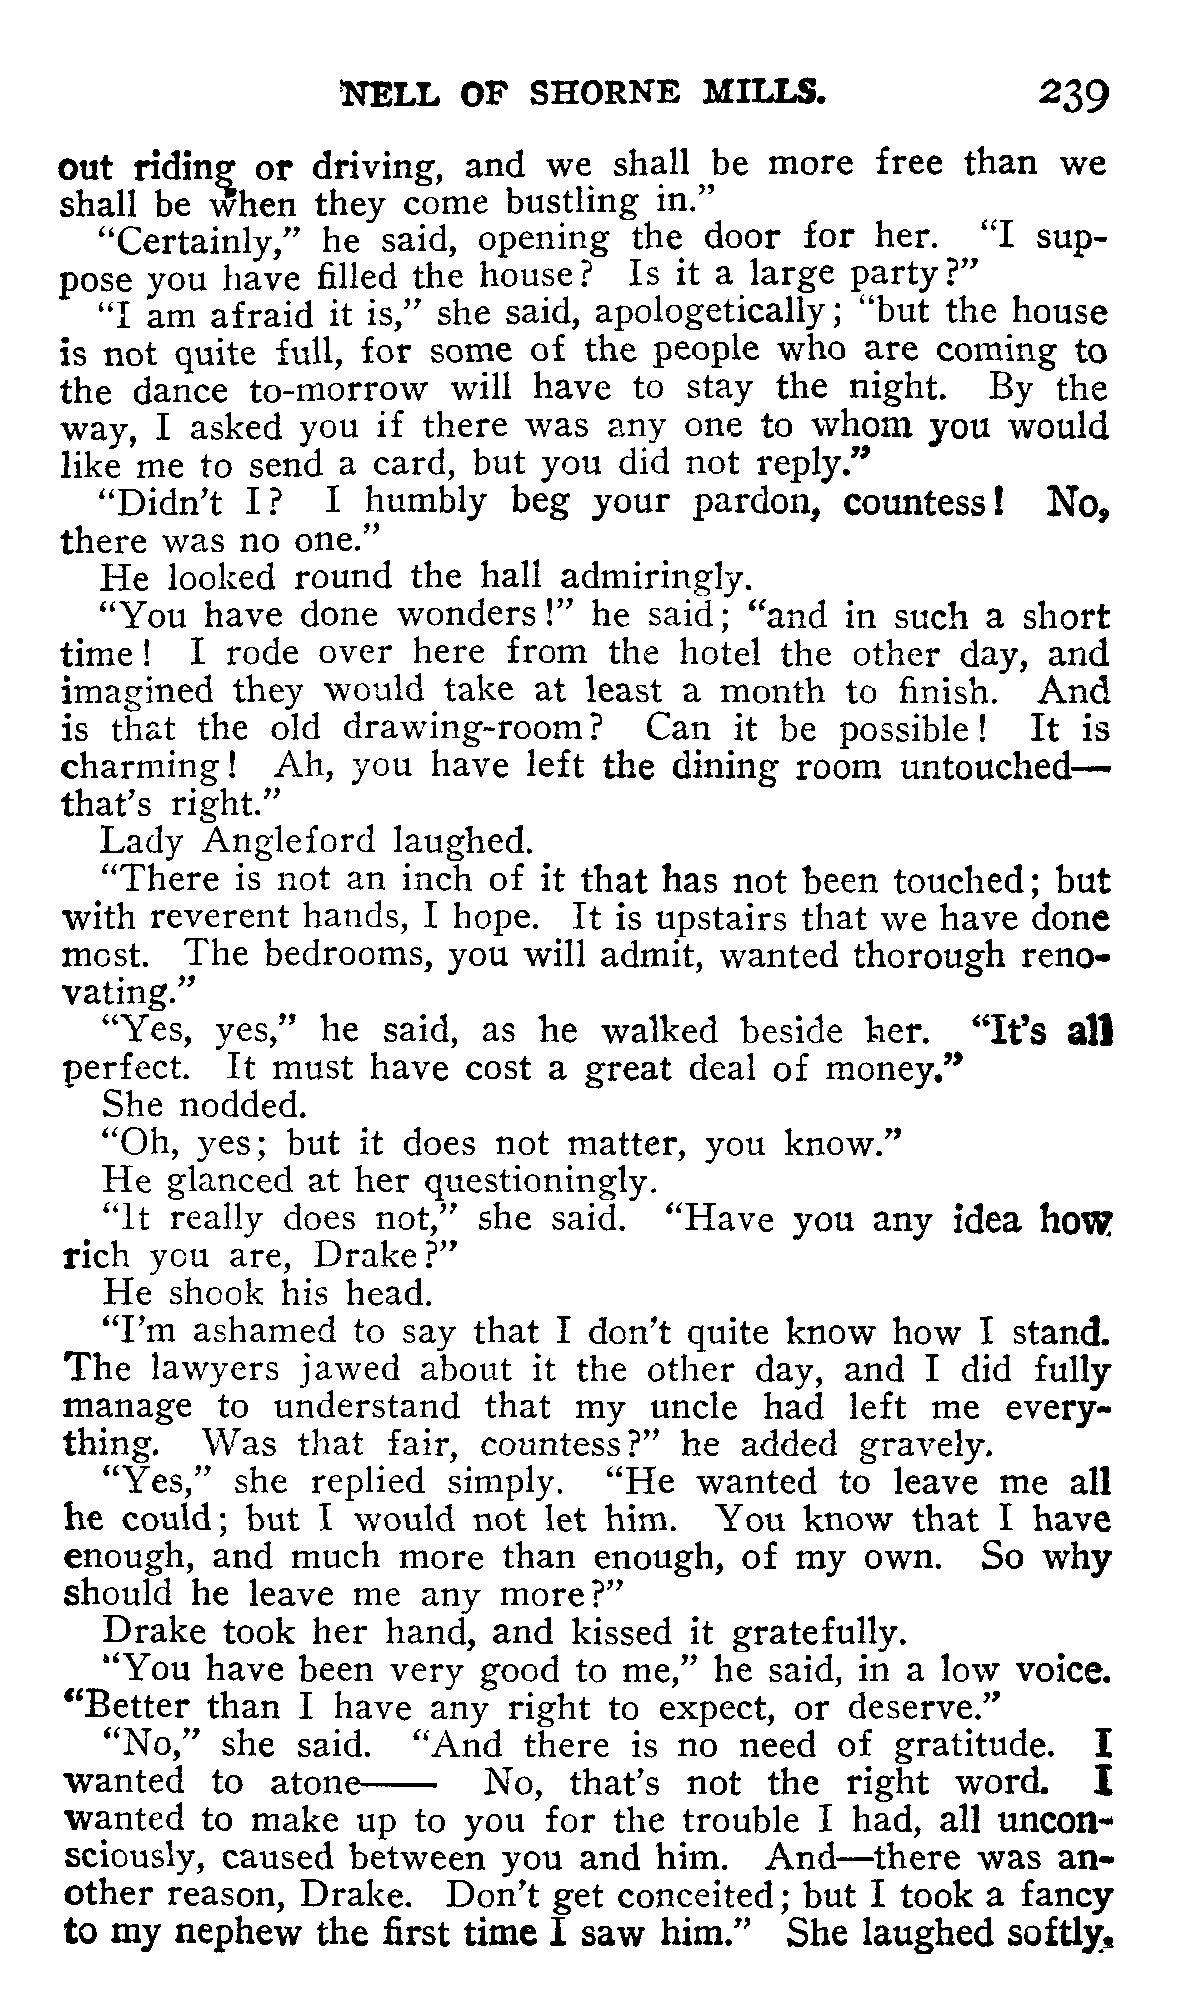 NELL OF SHORNE MILLS. 239
out riding or driving, and we shall be more free than we
shall be when they come bustling in."
"Certainly," he said, opening the door for her. "I sup-
pose you have filled the house? Is it a large party?"
"I am afraid it is," she said, apologetically; "but the house
is not quite full, for some of the people who are coming to
the dance to-morrow will have to stay the night. By the
way, I asked you if there was any one to whom you would
like me to send a card, but you did not reply."
"Didn't I? I humbly beg your pardon, countess! No,
there was no one."
He looked round the hall admiringly.
"You have done wonders!" he said; "and in such a short
time! I rode over here from the hotel the other day, and
imagined they would take at least a month to finish. And
is that the old drawing-room? Can it be possible! It is
charming! Ah, you have left the dining room untouched—
that's right."
Lady Angleford laughed.
"There is not an inch of it that has not been touched; but
with reverent hands, I hope. It is upstairs that we have done
most. The bedrooms, you will admit, wanted thorough reno-
vating."
"Yes, yes," he said, as he walked beside her. "It's all
perfect. It must have cost a great deal of money."
She nodded.
"Oh, yes; but it does not matter, you know."
He glanced at her questioningly.
"It really does not," she said. "Have you any idea how
rich you are, Drake?"
He shook his head.
"I'm ashamed to say that I don't quite know how I stand.
The lawyers jawed about it the other day, and I did fully
manage to understand that my uncle had left me every-
thing. Was that fair, countess?" he added gravely.
"Yes," she replied simply. "He wanted to leave me all
he could; but I would not let him. You know that I have
enough, and much more than enough, of my own. So why
should he leave me any more?"
Drake took her hand, and kissed it gratefully.
"You have been very good to me," he said, in a low voice.
"Better than I have any right to expect, or deserve."
"No," she said. "And there is no need of gratitude. I
wanted to atone—— No, that's not the right word. I
wanted to make up to you for the trouble I had, all uncon-
sciously, caused between you and him. And—there was an-
other reason, Drake. Don't get conceited; but I took a fancy
to my nephew the first time I saw him." She laughed softly.